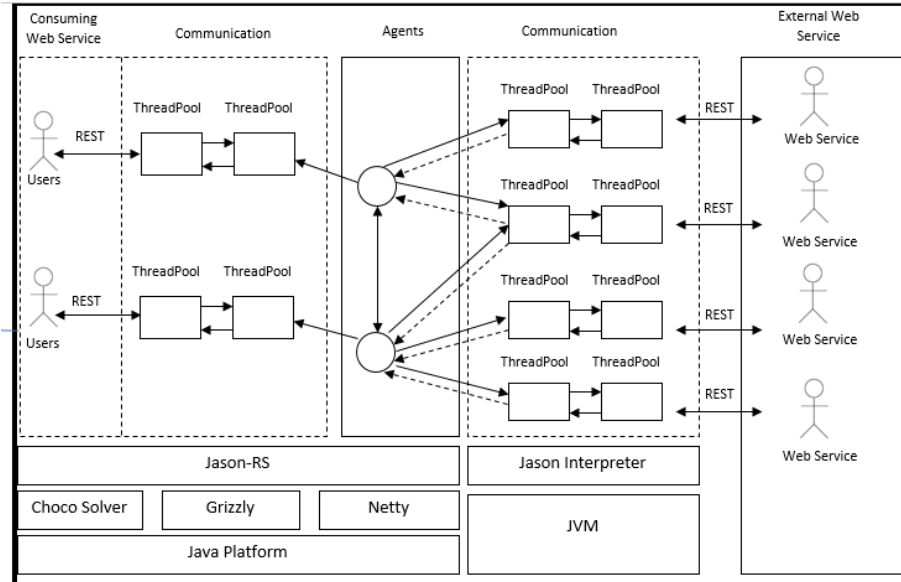 Consuming
Web Service
Communication
Agents
Communication
External Web
Service
ThreadPool ThreadPool
REST
Users
ThreadPool ThreadPool
REST
Users
ThreadPool ThreadPool
REST
Web Service
ThreadPool ThreadPool
REST
Web Service
ThreadPool ThreadPool
REST
Web Service
ThreadPool ThreadPool
REST
Web Service
Jason-RS
Jason Interpreter
Choco Solver
Grizzly
Netty
JVM
Java Platform